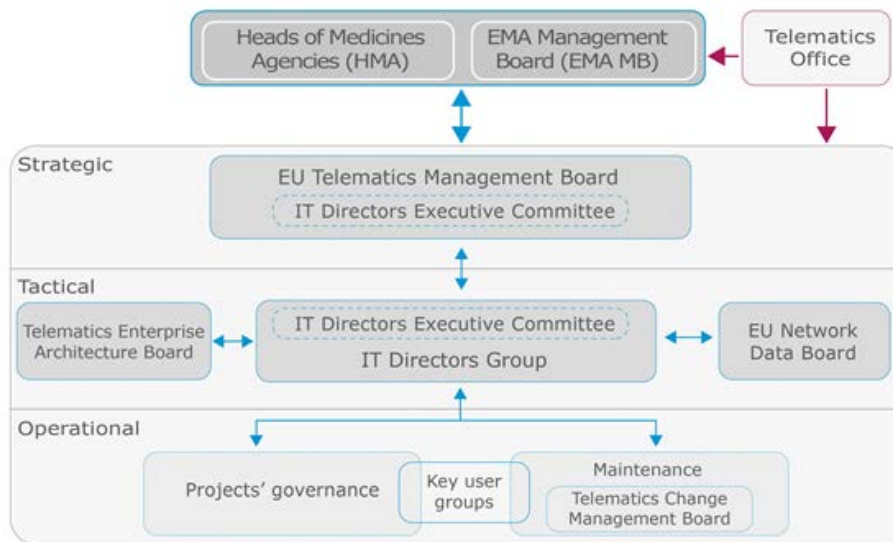 Heads of Medicines
Agencies (HMA)
EMA Management
Board (EMA MB)
Telematics
Office
Strategic
EU Telematics Management Board
IT Directors Executive Committee
Tactical
Telematics Enterprise
Architecture Board
IT Directors Executive Committee
IT Directors Group
EU Network
Data Board
Operational
Projects’ governance
Key user
groups
Maintenance
Telematics Change
Management Board